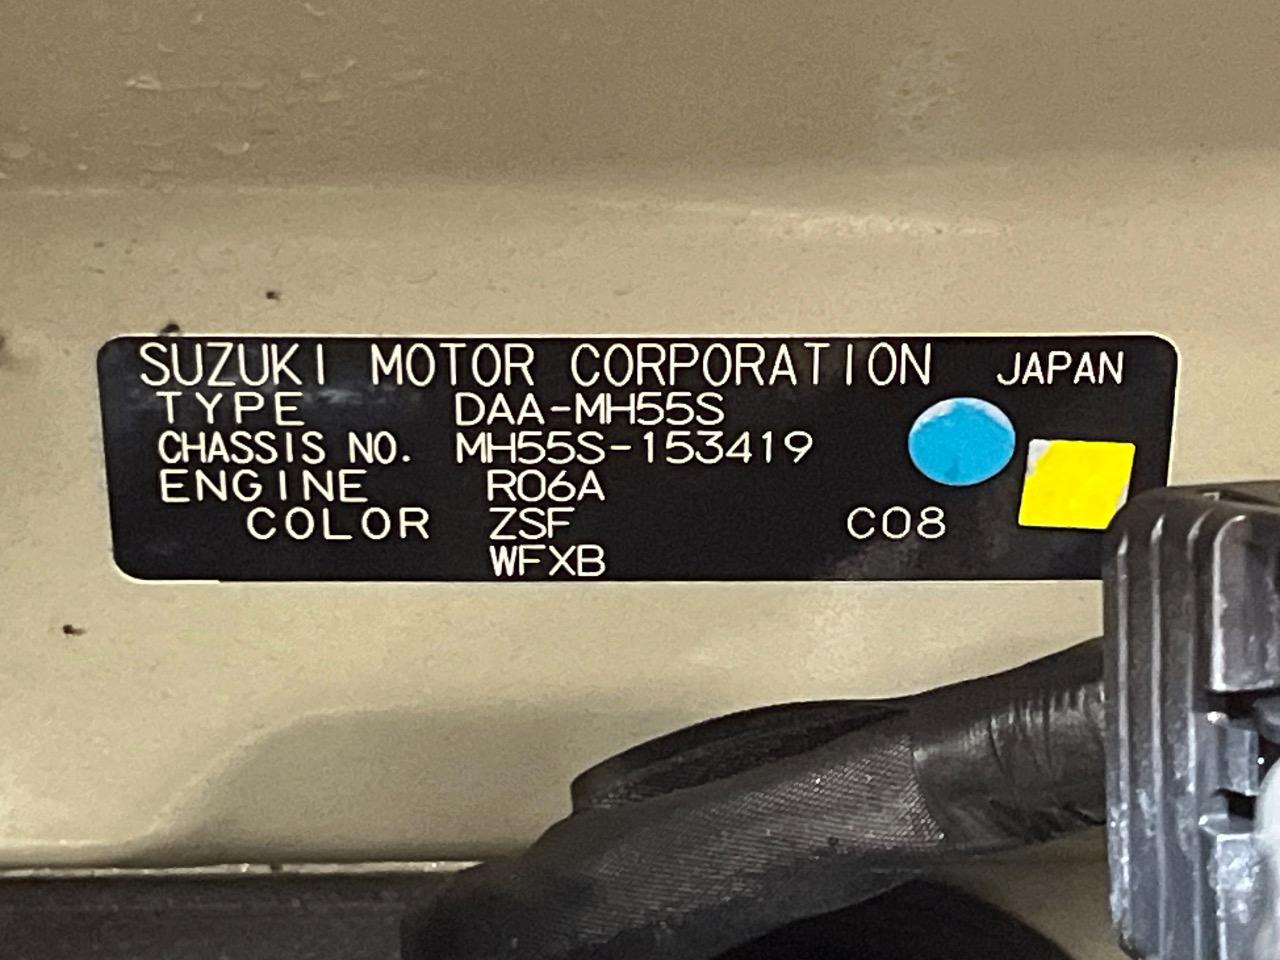 SUZUKI MOTOR CORPORATION JAPAN
TYPE DAA-MH55S
CHASSIS NO. MH55S-153419
ENGINE R06A
COLOR ZSF C08
WFXB